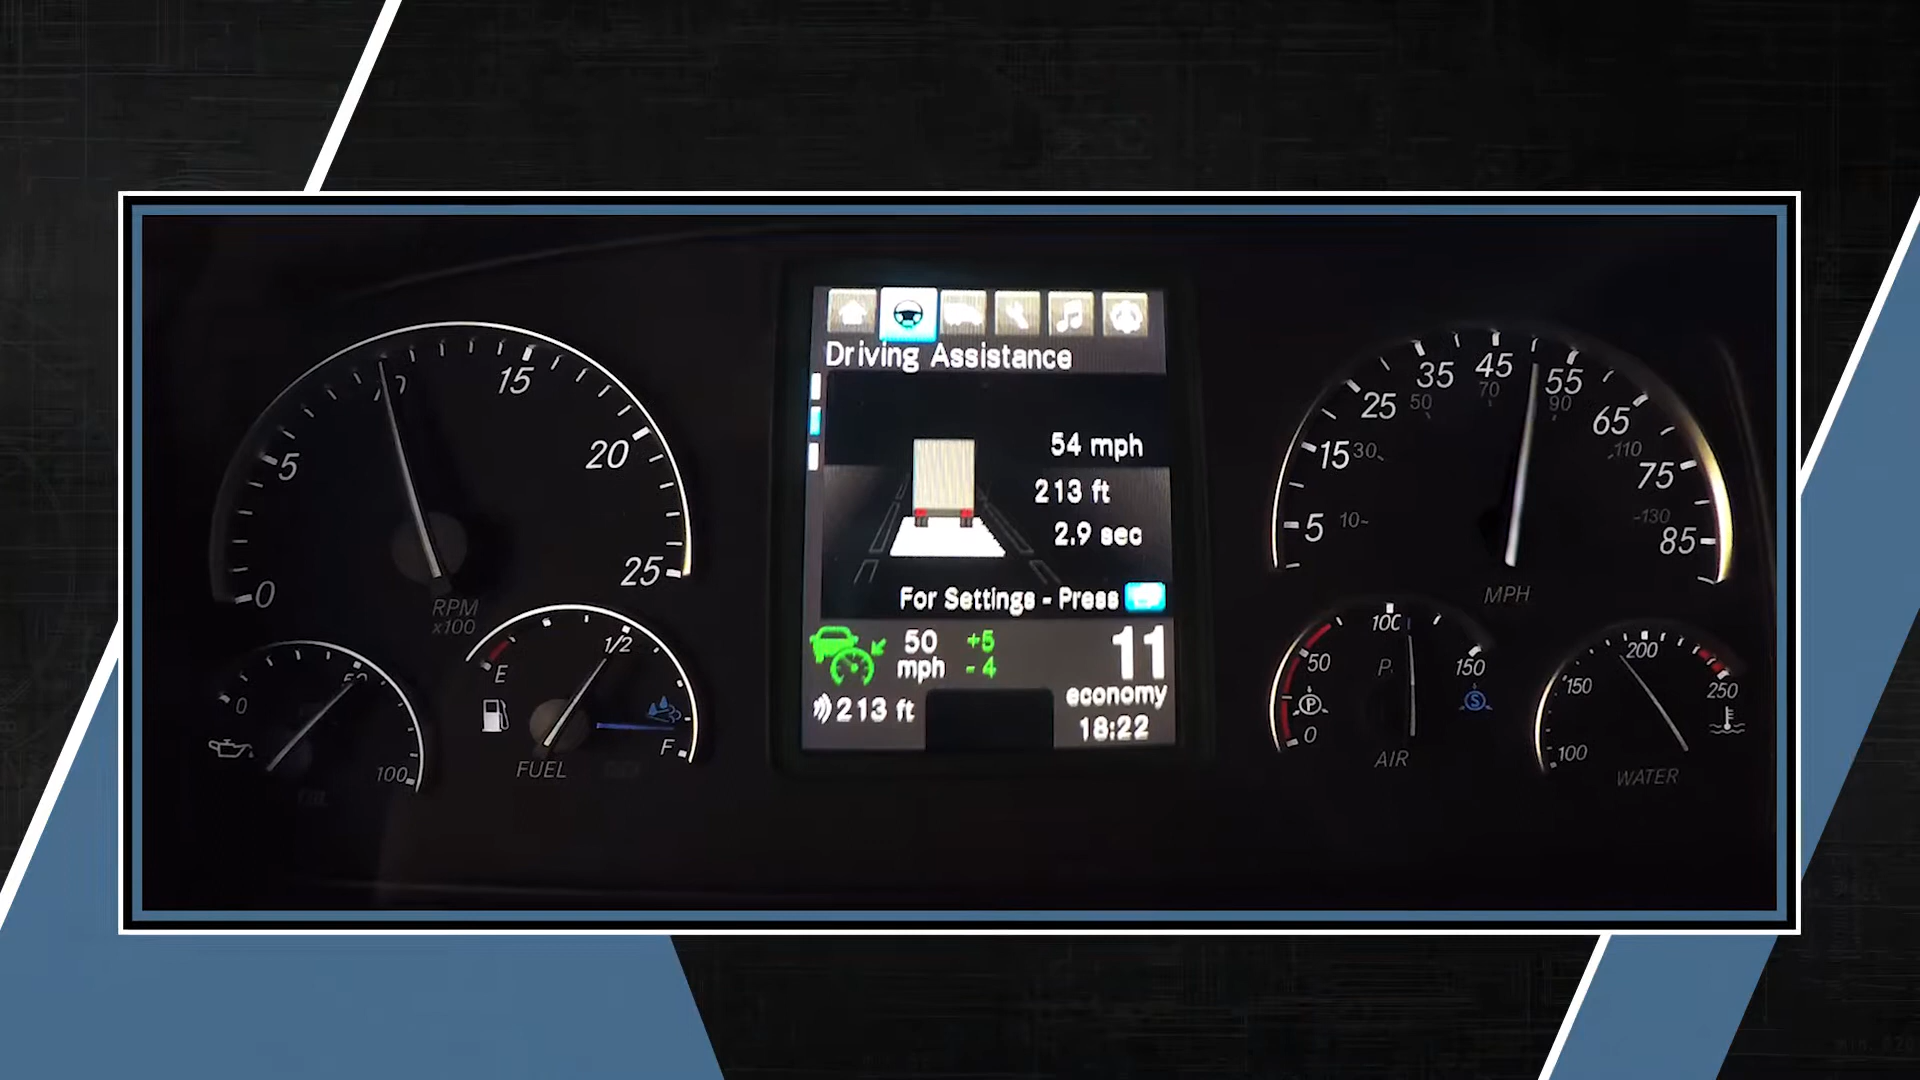 15
20
25
5
0
RPM
x100
E
1/2
F
FUEL
0
100
Driving Assistance
54 mph
213 ft
2.9 sec
For Settings - Press
50 +5
mph - 4
11
economy
213 ft
18:22
5
15
25
35
45
55
65
75
85
10
30
50
70
90
110
130
MPH
0
50
100
150
P
S
AIR
100
150
200
250
WATER